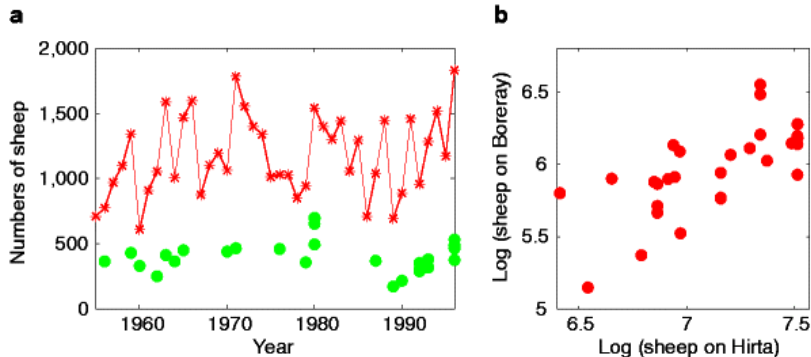 a
2,000
1,500
1,000
500
0
1960
1970
1980
1990
Year
Numbers of sheep
b
6.5
6
5.5
5
6.5
7
7.5
Log (sheep on Hirta)
Log (sheep on Boreray)